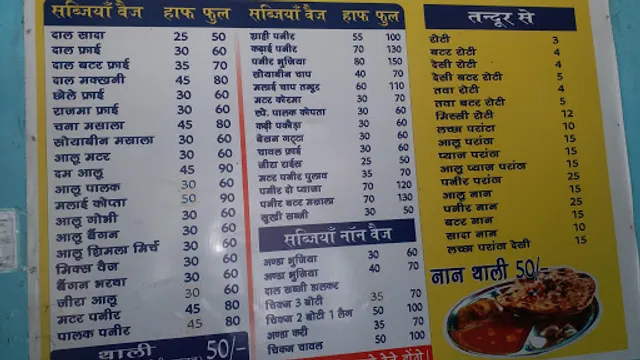 सब्जियाँ वैज हाफ फुल
दाल सादा 25 50
दाल फ्राई 30 60
दाल बटर फ्राई 35 70
दाल मक्खनी 45 80
छोले फ्राई 30 60
राजमा फ्राई 30 60
चना मसाला 45 80
सोयाबीन मसाला 30 60
आलू मटर 30 60
दम आलू 45 90
आलू पालक 30 60
मलाई कोप्ता 50 90
आलू गोभी 30 60
आलू बैंगन 30 60
आलू शिमला मिर्च 30 60
मिक्स वैज 30 60
बैंगन भरथा 30 60
जीरा आलू 30 60
मटर पनीर 45 80
पालक पनीर 45 80
थाली 50/-
सब्जियाँ वैज हाफ फुल
शाही पनीर 55 100
कढ़ाई पनीर 70 130
पनीर भुजिया 80 150
सोयाबीन चाप 40 70
मलाई चाप तन्दूर 60 110
मटर कोरमा 30 70
स्पे. पालक कोपता 30 60
कढ़ी पकौड़ा 30 60
बेसन गट्टा 30 60
चावल फ्राई 30 60
जीरा राईस 25 50
मटर पनीर पुलाव 35 70
पनीर दो प्याजा 70 120
पनीर बटर मसाला 70 130
सुखी सब्जी 30 50
सब्जियाँ नॉन वैज
अण्डा भुजिया 30 60
अण्डा भुजिया 40 70
दाल सब्जी डालकर
चिकन 3 बोटी 35 70
चिकन 2 बोटी 1 लैग 50 100
अण्डा करी 35 70
चिकन चावल 50 100
तन्दूर से
रोटी 3
बटर रोटी 4
देसी रोटी 4
देसी बटर रोटी 5
तवा रोटी 4
तवा बटर रोटी 5
मिस्सी रोटी 12
लच्छा परांठा 10
आलू परांठा 15
प्याज परांठा 15
आलू प्याज परांठा 15
पनीर परांठा 25
आलू नान 15
पनीर नान 25
बटर नान 15
सादा नान 10
लच्छा परांठा देसी 15
नान थाली 50/-